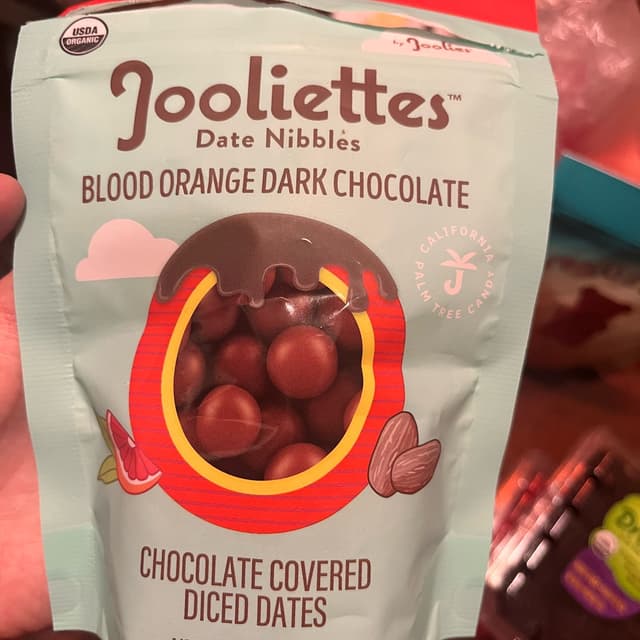 USDA
ORGANIC
by Joolies
Jooliettes™
Date Nibbles
BLOOD ORANGE DARK CHOCOLATE
CALIFORNIA
PALM TREE CANDY
J
CHOCOLATE COVERED
DICED DATES